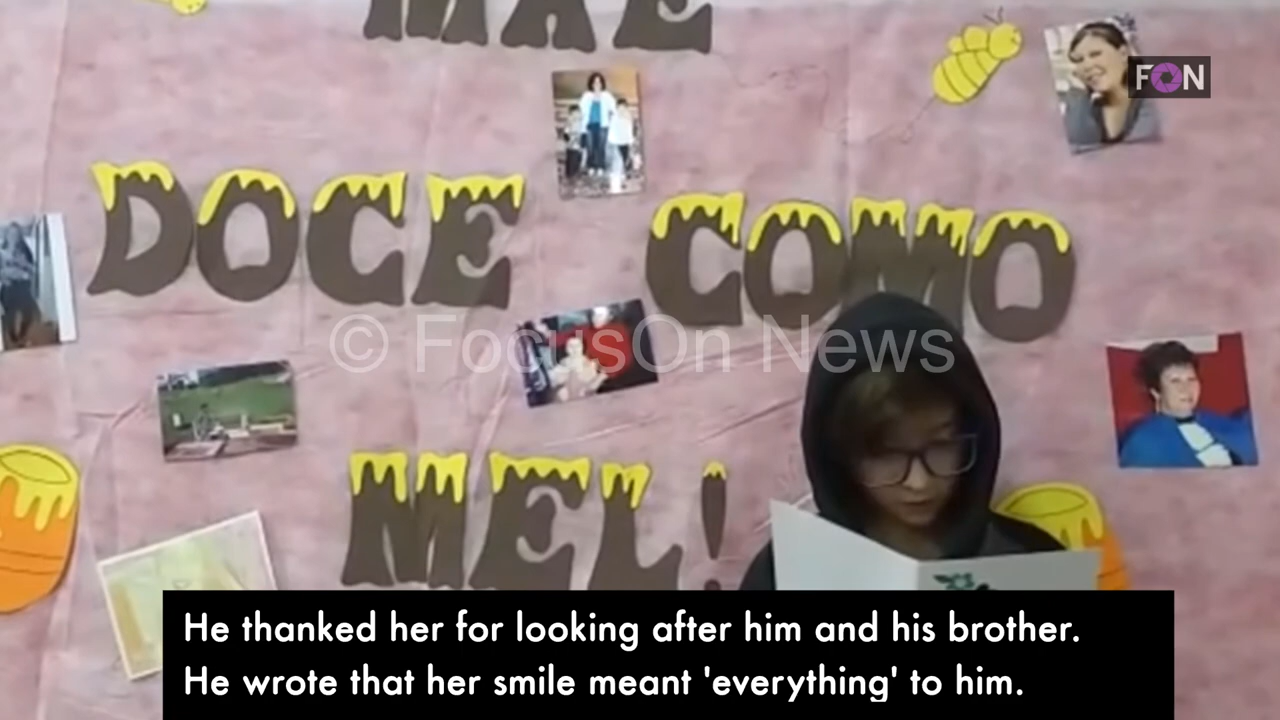 MÃE
FON
DOCE COMO
© FocusOn News
MEL!
He thanked her for looking after him and his brother.
He wrote that her smile meant 'everything' to him.